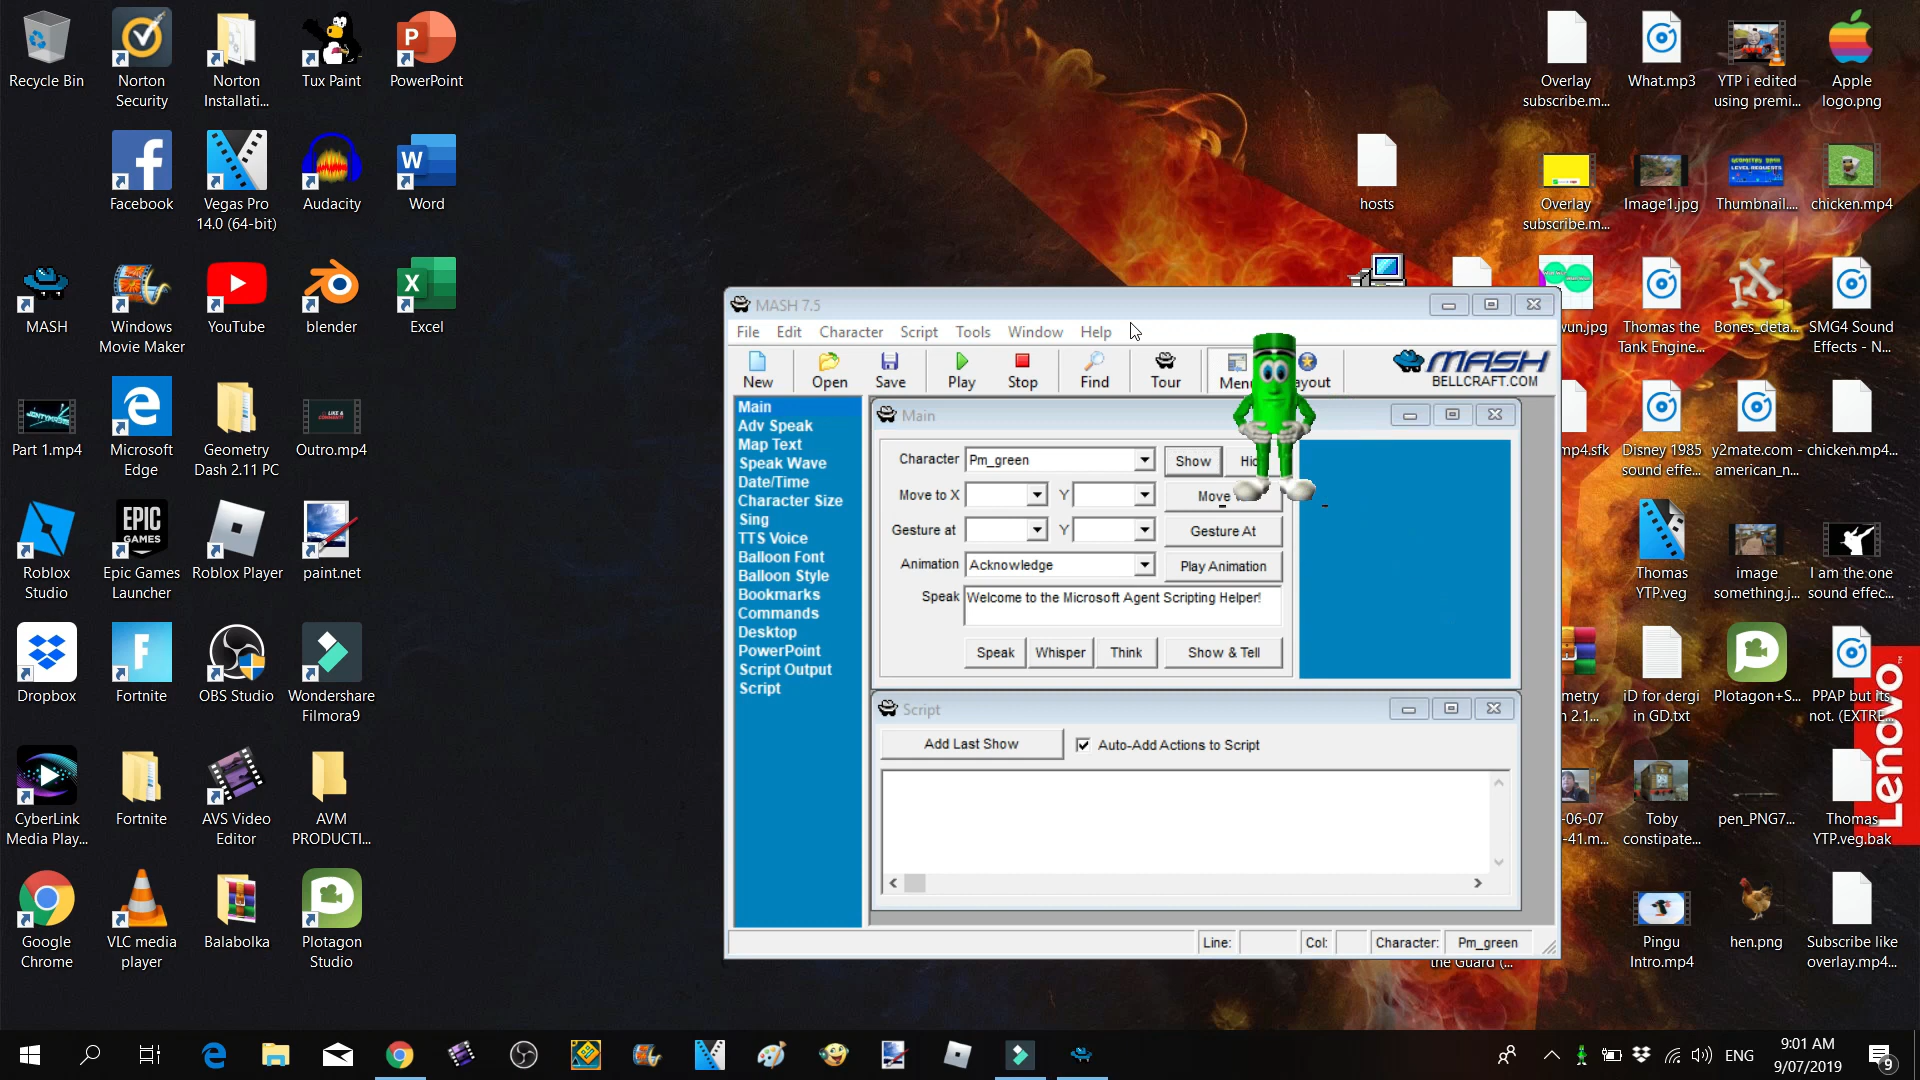 Recycle Bin
Norton
Security
Norton
Installati...
Tux Paint
PowerPoint
Facebook
Vegas Pro
14.0 (64-bit)
Audacity
Word
MASH
Windows
Movie Maker
YouTube
blender
Excel
Part 1.mp4
Microsoft
Edge
Geometry
Dash 2.11 PC
Outro.mp4
Roblox
Studio
Epic Games
Launcher
Roblox Player
paint.net
Dropbox
Fortnite
OBS Studio
Wondershare
Filmora9
CyberLink
Media Play...
Fortnite
AVS Video
Editor
AVM
PRODUCTI...
Google
Chrome
VLC media
player
Balabolka
Plotagon
Studio
EPIC
GAMES
MASH 7.5
File Edit Character Script Tools Window Help
New Open Save Play Stop Find Tour
MASH
BELLCRAFT.COM
Main
Adv Speak
Map Text
Speak Wave
Date/Time
Character Size
Sing
TTS Voice
Balloon Font
Balloon Style
Bookmarks
Commands
Desktop
PowerPoint
Script Output
Script
Main
Character Pm_green Show
Move to X Y Move
Gesture at Y Gesture At
Animation Acknowledge Play Animation
Speak Welcome to the Microsoft Agent Scripting Helper!
Speak Whisper Think Show & Tell
Script
Add Last Show Auto-Add Actions to Script
Line: Col: Character: Pm_green
the Guard (...
hosts
Overlay
subscribe.m...
What.mp3
YTP i edited
using premi...
Apple
logo.png
Overlay
subscribe.m...
Image1.jpg
Thumbnail....
chicken.mp4
Thomas the
Tank Engine...
Bones_deta...
SMG4 Sound
Effects - N...
mp4.sfk
Disney 1985
sound effe...
y2mate.com -
american_n...
chicken.mp4...
Thomas
YTP.veg
image
something.j...
I am the one
sound effec...
iD for dergi
in GD.txt
Plotagon+S...
PPAP but its
not. (EXTRE...
Toby
constipate...
pen_PNG7...
Thomas
YTP.veg.bak
Pingu
Intro.mp4
hen.png
Subscribe like
overlay.mp4...
Lenovo
ENG
9:01 AM
9/07/2019
9